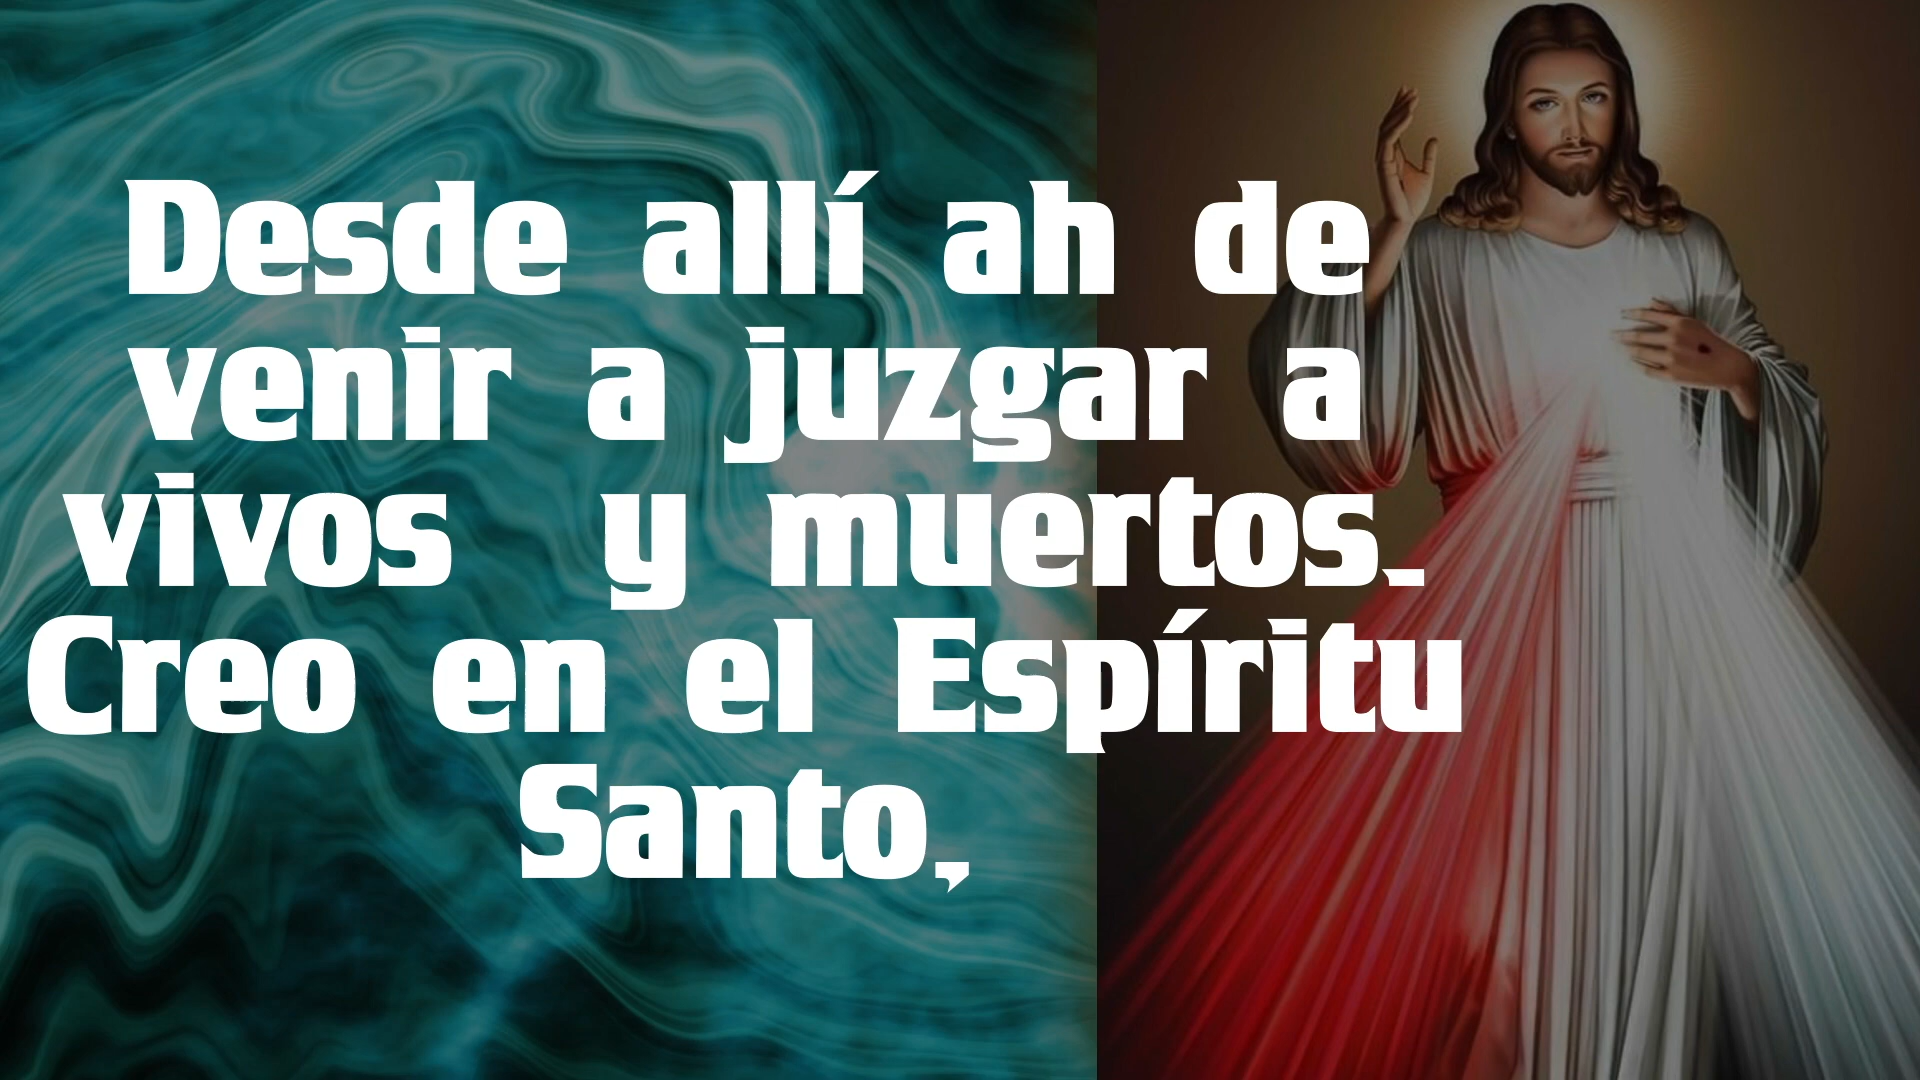 Desde allí ah de
venir a juzgar a
vivos y muertos.
Creo en el Espíritu
Santo,